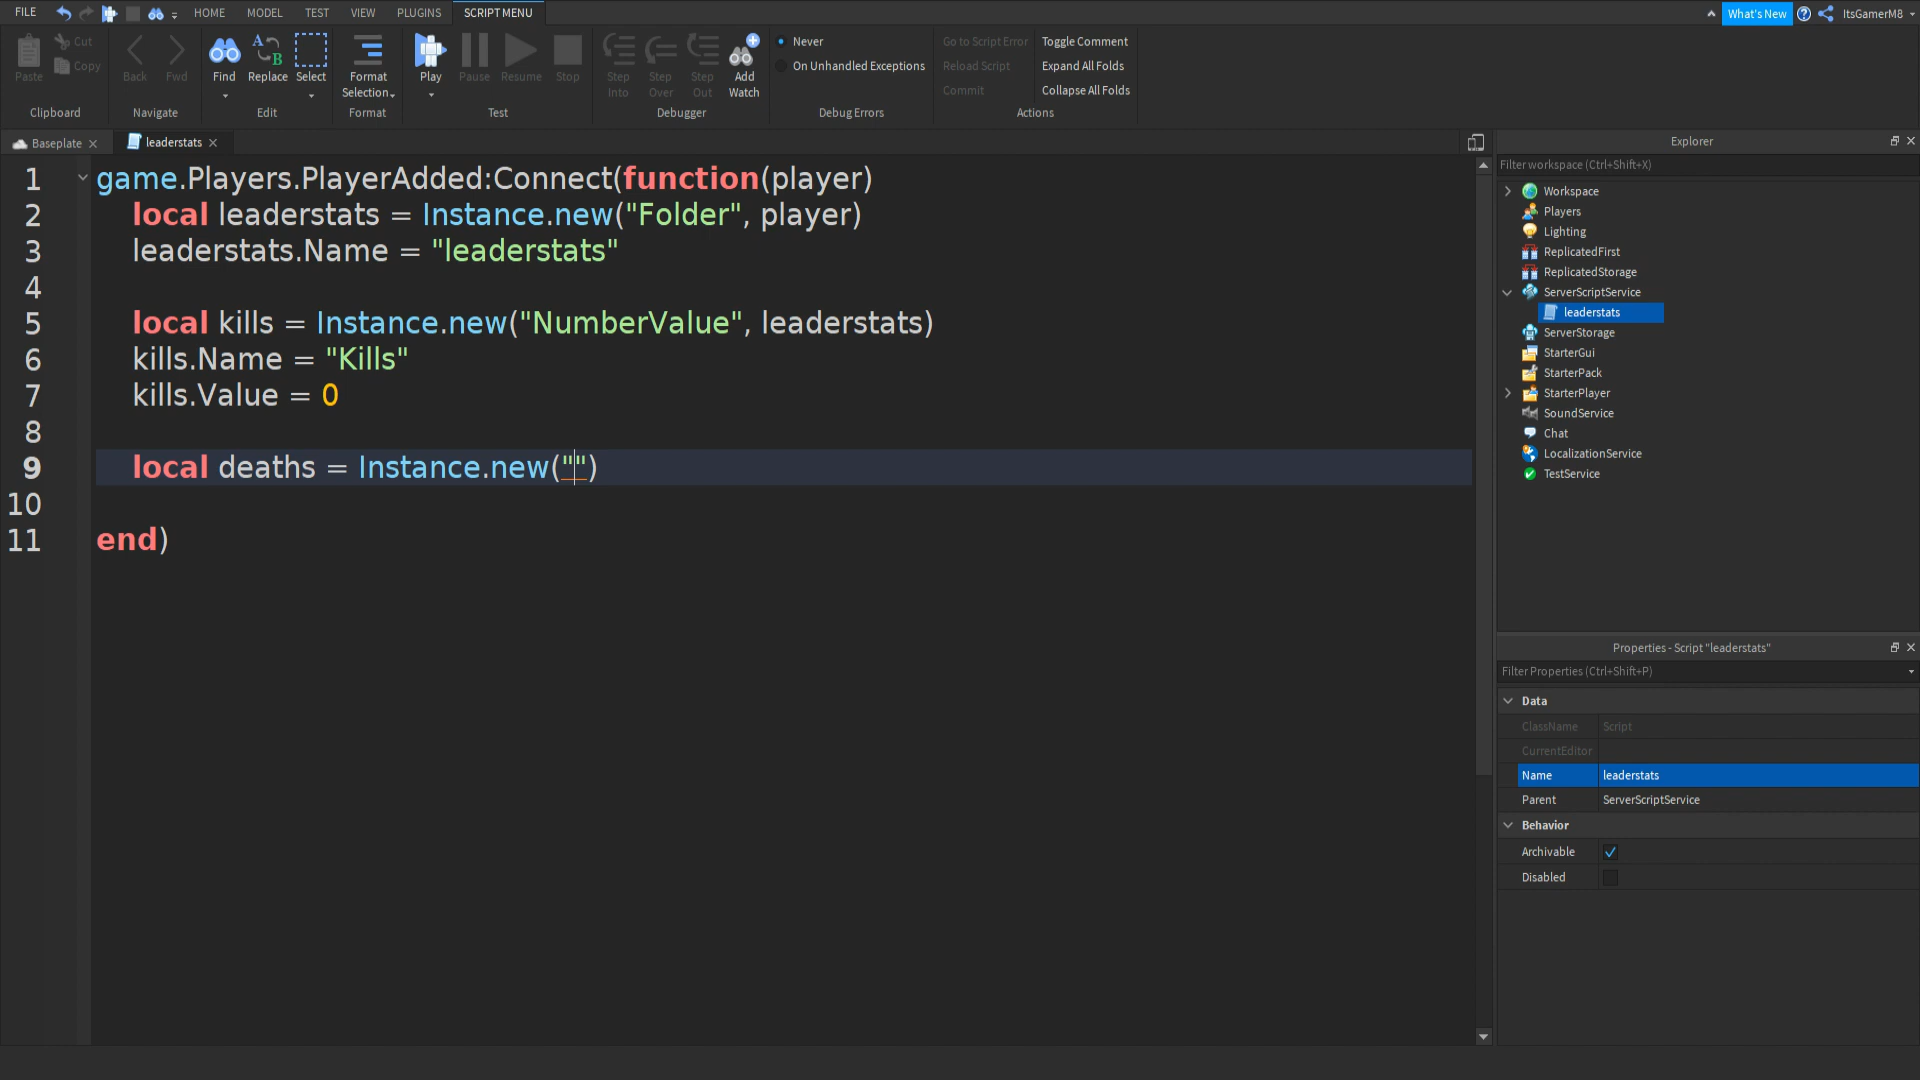 FILE HOME MODEL TEST VIEW PLUGINS SCRIPT MENU What's New ItsGamerM8
Paste Cut Copy Back Fwd Find Replace Select Format Selection Play Pause Resume Stop Step Into Step Over Step Out Add Watch Never On Unhandled Exceptions Go to Script Error Reload Script Commit Toggle Comment Expand All Folds Collapse All Folds
Clipboard Navigate Edit Format Test Debugger Debug Errors Actions
Baseplate leaderstats
1 game.Players.PlayerAdded:Connect(function(player)
2 local leaderstats = Instance.new("Folder", player)
3 leaderstats.Name = "leaderstats"
4
5 local kills = Instance.new("NumberValue", leaderstats)
6 kills.Name = "Kills"
7 kills.Value = 0
8
9 local deaths = Instance.new("")
10
11 end)
Explorer
Filter workspace (Ctrl+Shift+X)
Workspace
Players
Lighting
ReplicatedFirst
ReplicatedStorage
ServerScriptService
leaderstats
ServerStorage
StarterGui
StarterPack
StarterPlayer
SoundService
Chat
LocalizationService
TestService
Properties - Script "leaderstats"
Filter Properties (Ctrl+Shift+P)
Data
ClassName Script
CurrentEditor
Name leaderstats
Parent ServerScriptService
Behavior
Archivable
Disabled